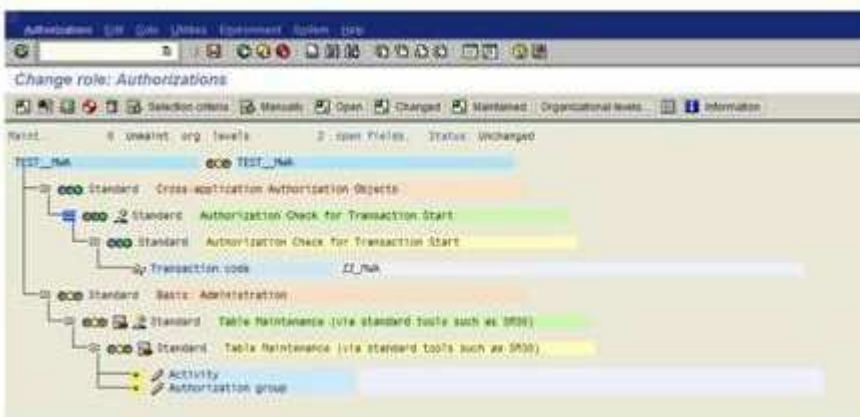 Authorizations Edit Goto Utilities Environment System Help
Change role: Authorizations
Selection criteria Manually Open Changed Maintained Organizational levels... Information
Maint. 0 Unmaint. org. levels 2 open fields, Status Unchanged
TEST__MWA TEST__MWA
Standard Cross-application Authorization Objects
Standard Authorization Check for Transaction Start
Standard Authorization Check for Transaction Start
Transaction code
Standard Basis: Administration
Standard Table Maintenance (via standard tools such as SM30)
Standard Table Maintenance (via standard tools such as SM30)
Activity
Authorization group